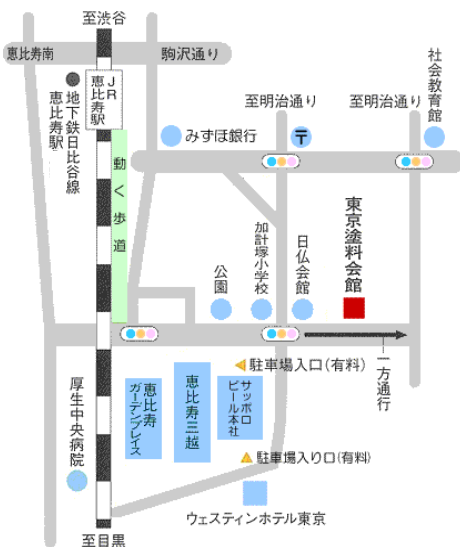 至渋谷
恵比寿南
駒沢通り
社会教育館
JR
恵比寿駅
地下鉄日比谷線
恵比寿駅
至明治通り
至明治通り
みずほ銀行
〒
動く歩道
東京塗料会館
加計塚小学校
日仏会館
公園
一方通行
駐車場入口(有料)
厚生中央病院
恵比寿
ガーデンプレイス
恵比寿三越
サッポロ
ビール本社
駐車場入り口(有料)
ウェスティンホテル東京
至目黒